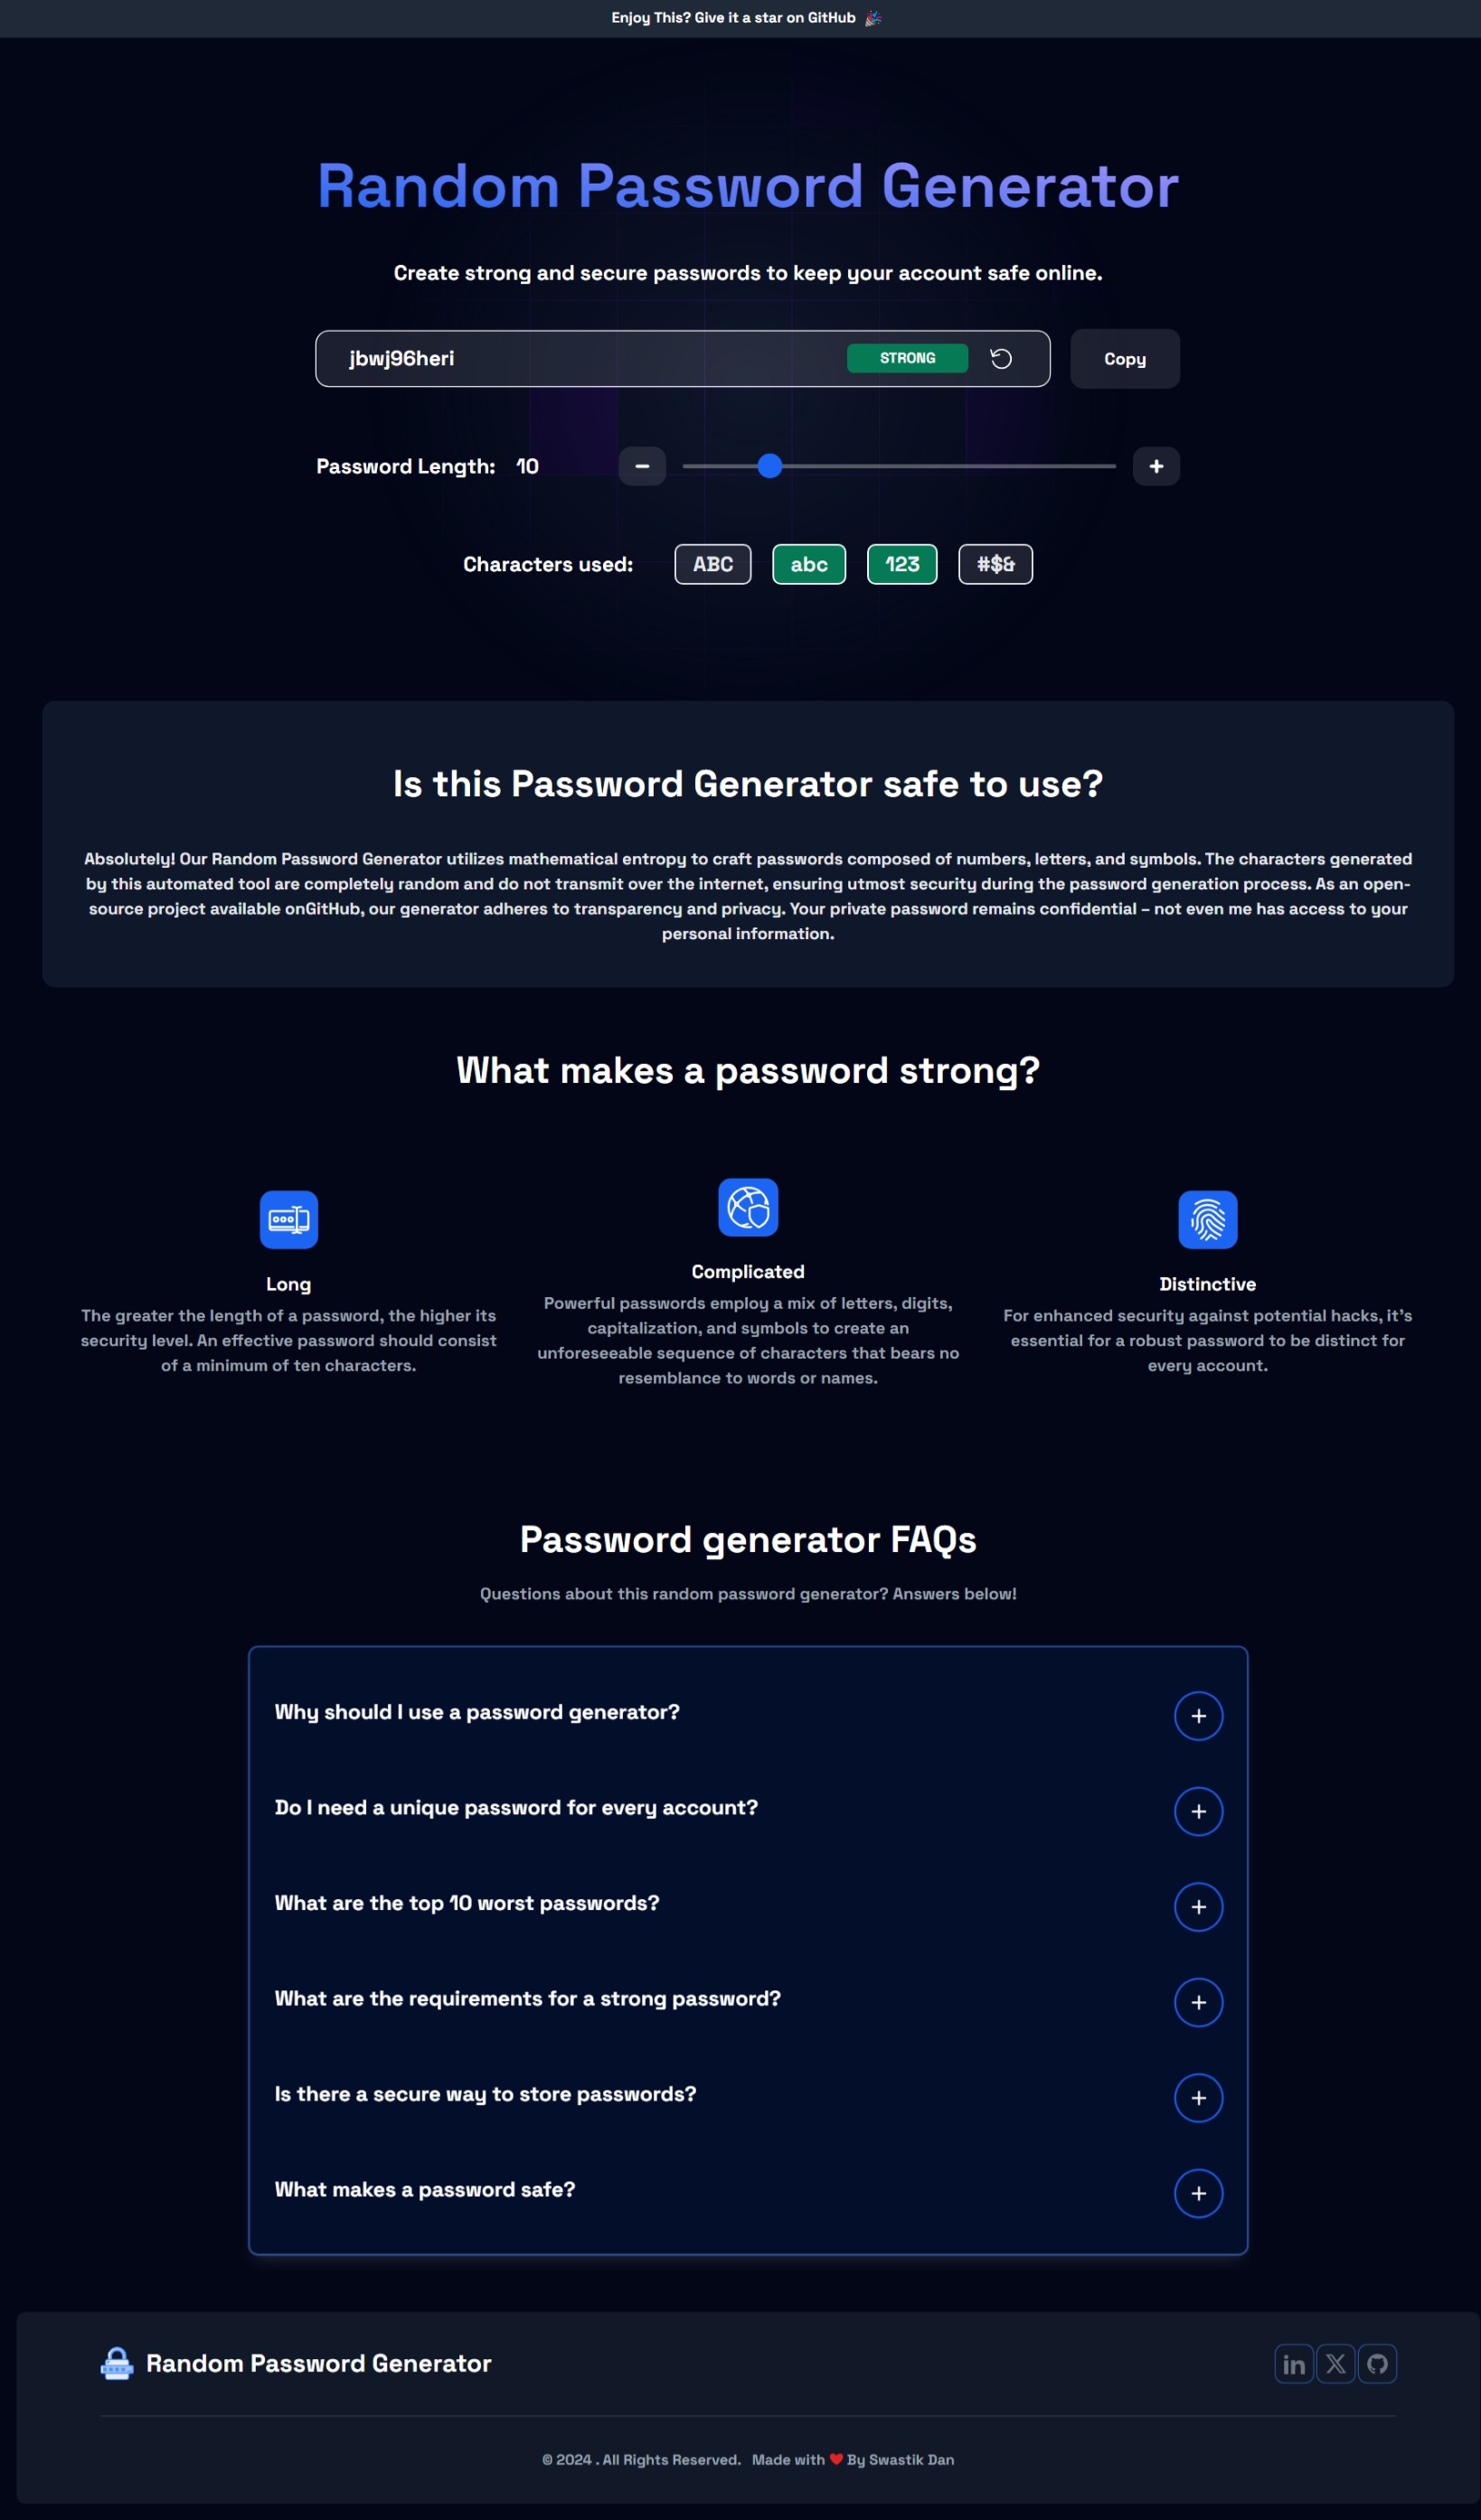 Enjoy This? Give it a star on GitHub 🎉
Random Password Generator
Create strong and secure passwords to keep your account safe online.
jbwj96heri
STRONG
Copy
Password Length: 10
Characters used:
ABC
abc
123
#$&
Is this Password Generator safe to use?
Absolutely! Our Random Password Generator utilizes mathematical entropy to craft passwords composed of numbers, letters, and symbols. The characters generated
by this automated tool are completely random and do not transmit over the internet, ensuring utmost security during the password generation process. As an open-
source project available onGitHub, our generator adheres to transparency and privacy. Your private password remains confidential – not even me has access to your
personal information.
What makes a password strong?
Long
The greater the length of a password, the higher its
security level. An effective password should consist
of a minimum of ten characters.
Complicated
Powerful passwords employ a mix of letters, digits,
capitalization, and symbols to create an
unforeseeable sequence of characters that bears no
resemblance to words or names.
Distinctive
For enhanced security against potential hacks, it's
essential for a robust password to be distinct for
every account.
Password generator FAQs
Questions about this random password generator? Answers below!
Why should I use a password generator?
Do I need a unique password for every account?
What are the top 10 worst passwords?
What are the requirements for a strong password?
Is there a secure way to store passwords?
What makes a password safe?
Random Password Generator
© 2024 . All Rights Reserved. Made with ❤ By Swastik Dan